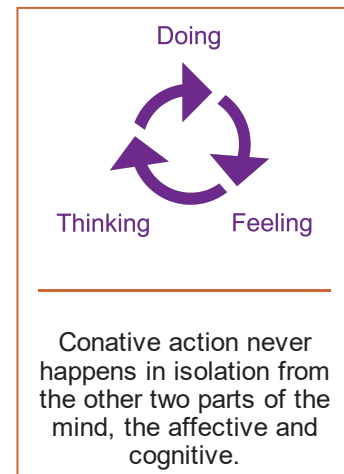 Doing
Thinking
Feeling
Conative action never
happens in isolation from
the other two parts of the
mind, the affective and
cognitive.